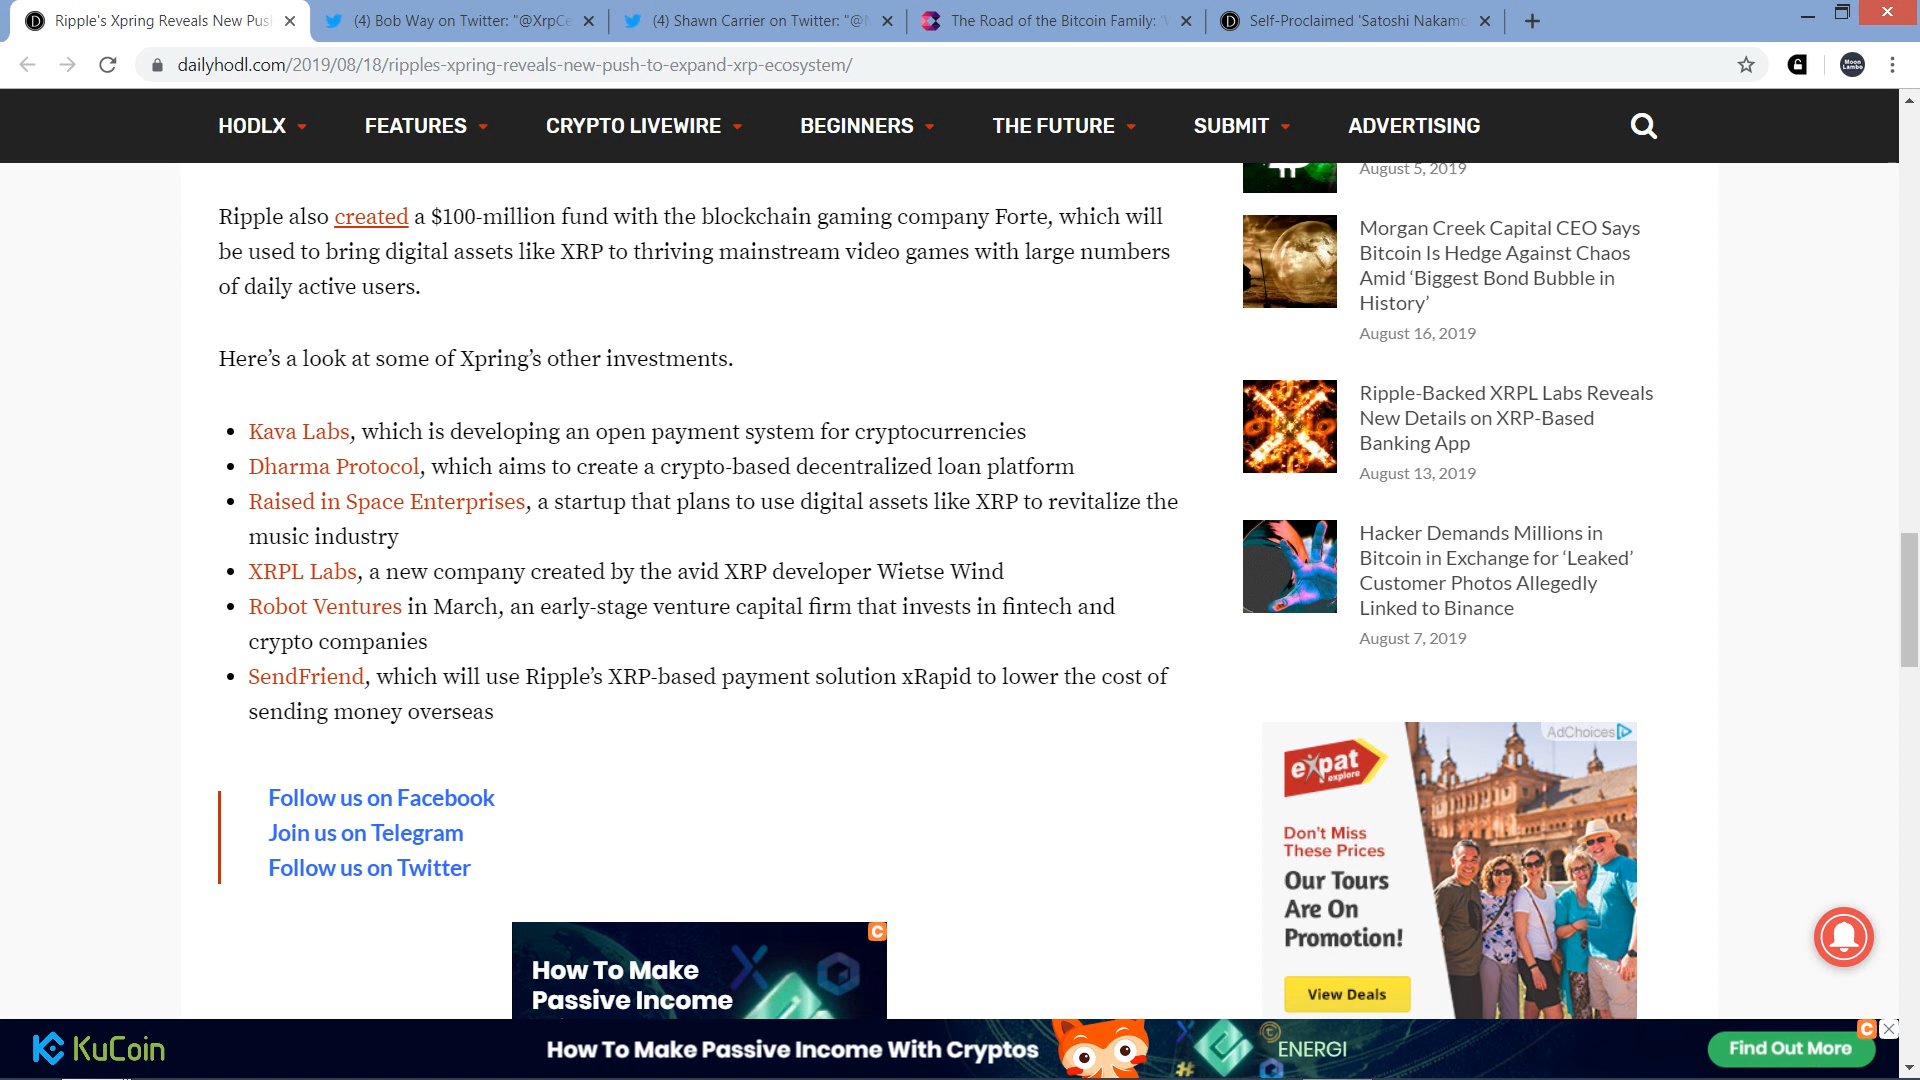 Ripple's Xpring Reveals New Pus
(4) Bob Way on Twitter: "@XrpCe
(4) Shawn Carrier on Twitter: "@
The Road of the Bitcoin Family:
Self-Proclaimed 'Satoshi Nakamo
dailyhodl.com/2019/08/18/ripples-xpring-reveals-new-push-to-expand-xrp-ecosystem/
Moon Lambo
HODLX
FEATURES
CRYPTO LIVEWIRE
BEGINNERS
THE FUTURE
SUBMIT
ADVERTISING
Ripple also created a $100-million fund with the blockchain gaming company Forte, which will
be used to bring digital assets like XRP to thriving mainstream video games with large numbers
of daily active users.
Here’s a look at some of Xpring’s other investments.
• Kava Labs, which is developing an open payment system for cryptocurrencies
• Dharma Protocol, which aims to create a crypto-based decentralized loan platform
• Raised in Space Enterprises, a startup that plans to use digital assets like XRP to revitalize the
music industry
• XRPL Labs, a new company created by the avid XRP developer Wietse Wind
• Robot Ventures in March, an early-stage venture capital firm that invests in fintech and
crypto companies
• SendFriend, which will use Ripple’s XRP-based payment solution xRapid to lower the cost of
sending money overseas
Follow us on Facebook
Join us on Telegram
Follow us on Twitter
How To Make
Passive Income
August 5, 2019
Morgan Creek Capital CEO Says
Bitcoin Is Hedge Against Chaos
Amid ‘Biggest Bond Bubble in
History’
August 16, 2019
Ripple-Backed XRPL Labs Reveals
New Details on XRP-Based
Banking App
August 13, 2019
Hacker Demands Millions in
Bitcoin in Exchange for ‘Leaked’
Customer Photos Allegedly
Linked to Binance
August 7, 2019
AdChoices
expat
explore
Don't Miss
These Prices
Our Tours
Are On
Promotion!
View Deals
KuCoin
How To Make Passive Income With Cryptos
ENERGI
Find Out More